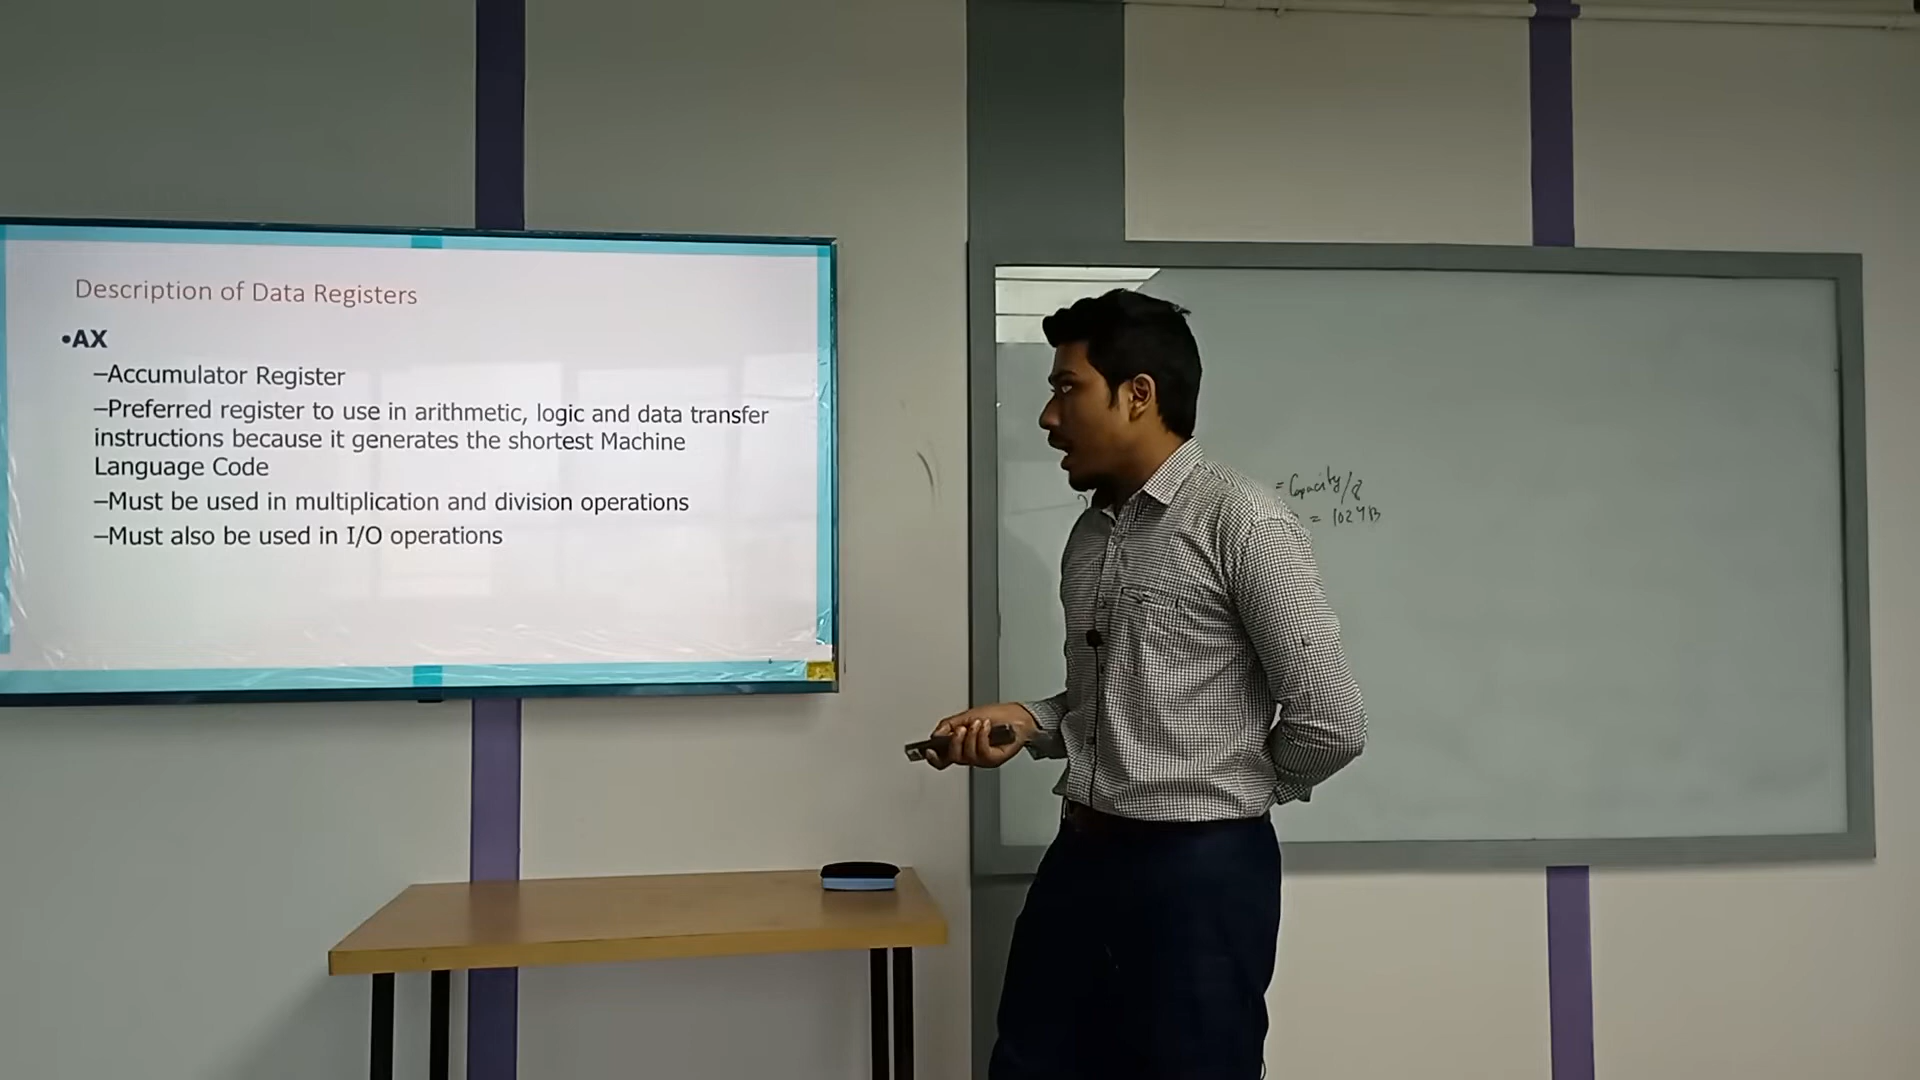 Description of Data Registers
•AX
–Accumulator Register
–Preferred register to use in arithmetic, logic and data transfer
instructions because it generates the shortest Machine
Language Code
–Must be used in multiplication and division operations
–Must also be used in I/O operations
= Capacity/8
= 1024B